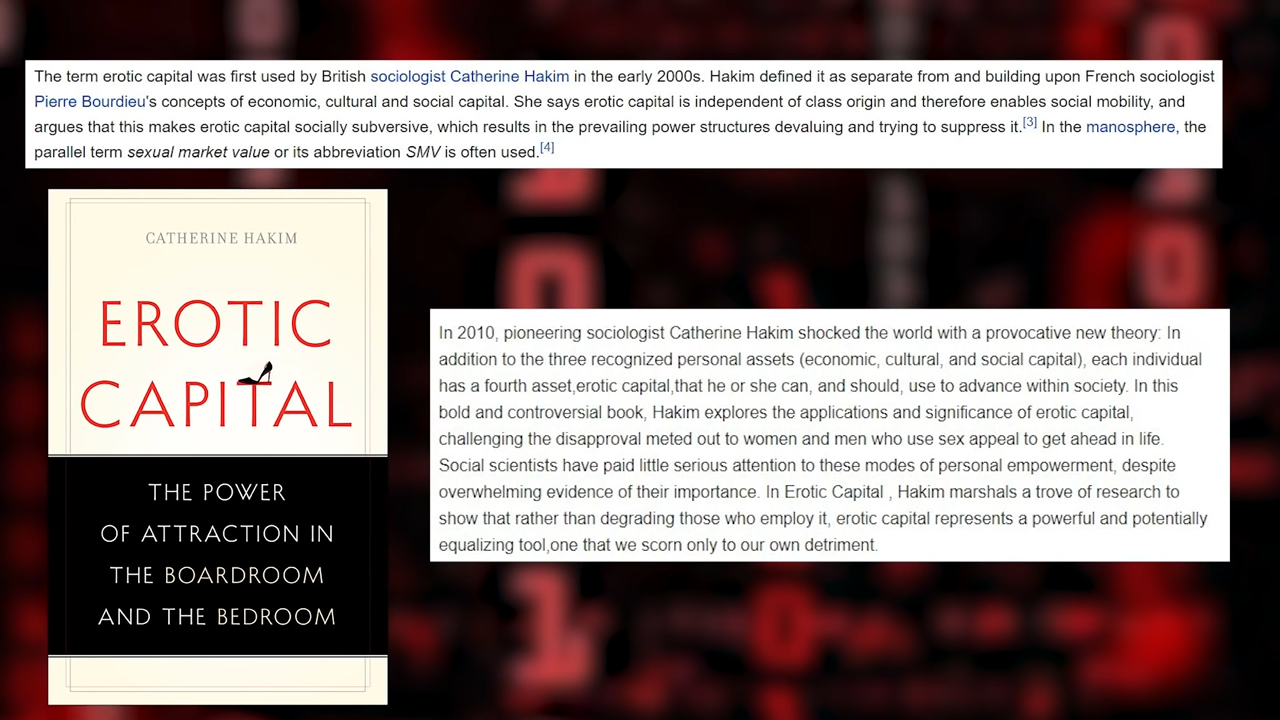 The term erotic capital was first used by British sociologist Catherine Hakim in the early 2000s. Hakim defined it as separate from and building upon French sociologist
Pierre Bourdieu's concepts of economic, cultural and social capital. She says erotic capital is independent of class origin and therefore enables social mobility, and
argues that this makes erotic capital socially subversive, which results in the prevailing power structures devaluing and trying to suppress it.[3] In the manosphere, the
parallel term sexual market value or its abbreviation SMV is often used.[4]
CATHERINE HAKIM
EROTIC
CAPITAL
THE POWER
OF ATTRACTION IN
THE BOARDROOM
AND THE BEDROOM
In 2010, pioneering sociologist Catherine Hakim shocked the world with a provocative new theory: In
addition to the three recognized personal assets (economic, cultural, and social capital), each individual
has a fourth asset,erotic capital,that he or she can, and should, use to advance within society. In this
bold and controversial book, Hakim explores the applications and significance of erotic capital,
challenging the disapproval meted out to women and men who use sex appeal to get ahead in life.
Social scientists have paid little serious attention to these modes of personal empowerment, despite
overwhelming evidence of their importance. In Erotic Capital , Hakim marshals a trove of research to
show that rather than degrading those who employ it, erotic capital represents a powerful and potentially
equalizing tool,one that we scorn only to our own detriment.